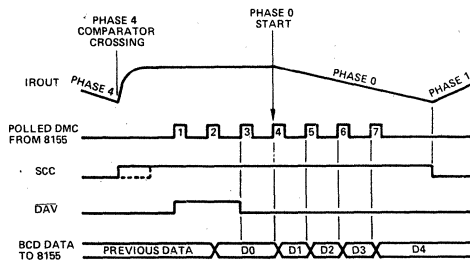 PHASE 4
COMPARATOR
CROSSING
PHASE 0
START
IROUT
PHASE 4
PHASE 0
PHASE 1
POLLED DMC
FROM 8155
1 2 3 4 5 6 7
SCC
DAV
BCD DATA
TO 8155
PREVIOUS DATA D0 D1 D2 D3 D4